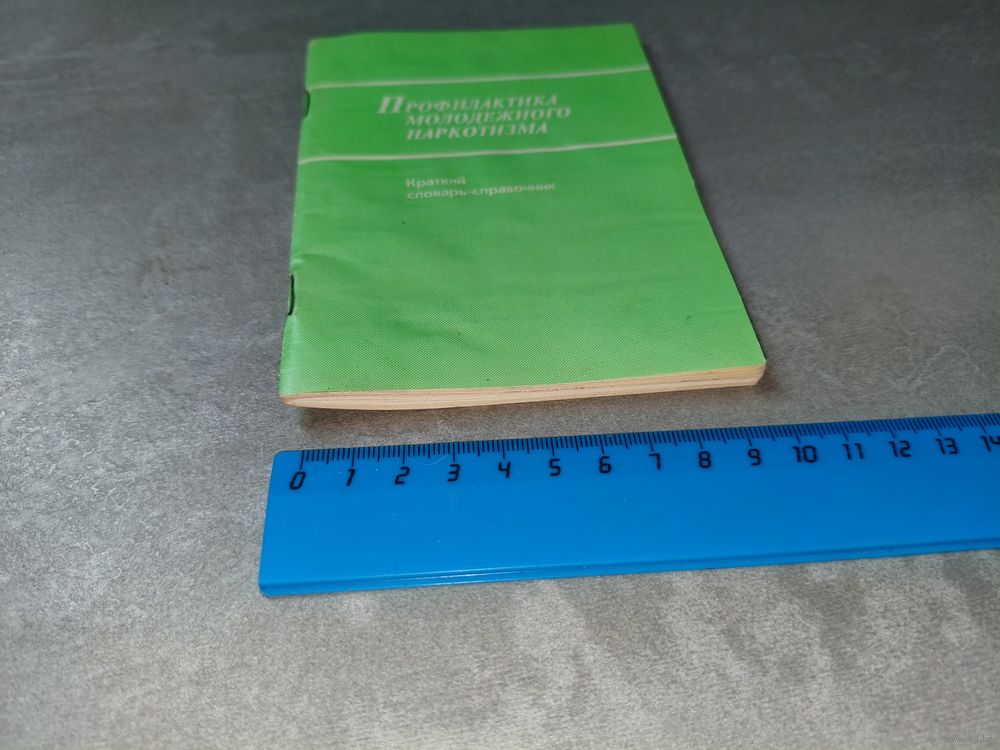 ПРОФИЛАКТИКА
МОЛОДЕЖНОГО
НАРКОТИЗМА
Краткий
словарь-справочник
0 1 2 3 4 5 6 7 8 9 10 11 12 13 14